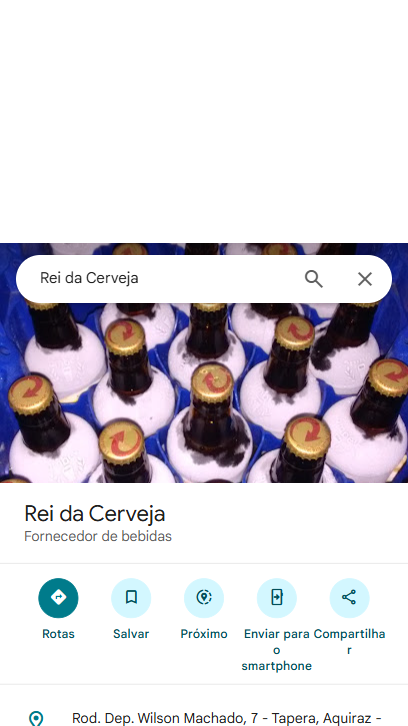 Rei da Cerveja
Rei da Cerveja
Fornecedor de bebidas
Rotas
Salvar
Próximo
Enviar para
o
smartphone
Compartilha
r
Rod. Dep. Wilson Machado, 7 - Tapera, Aquiraz -